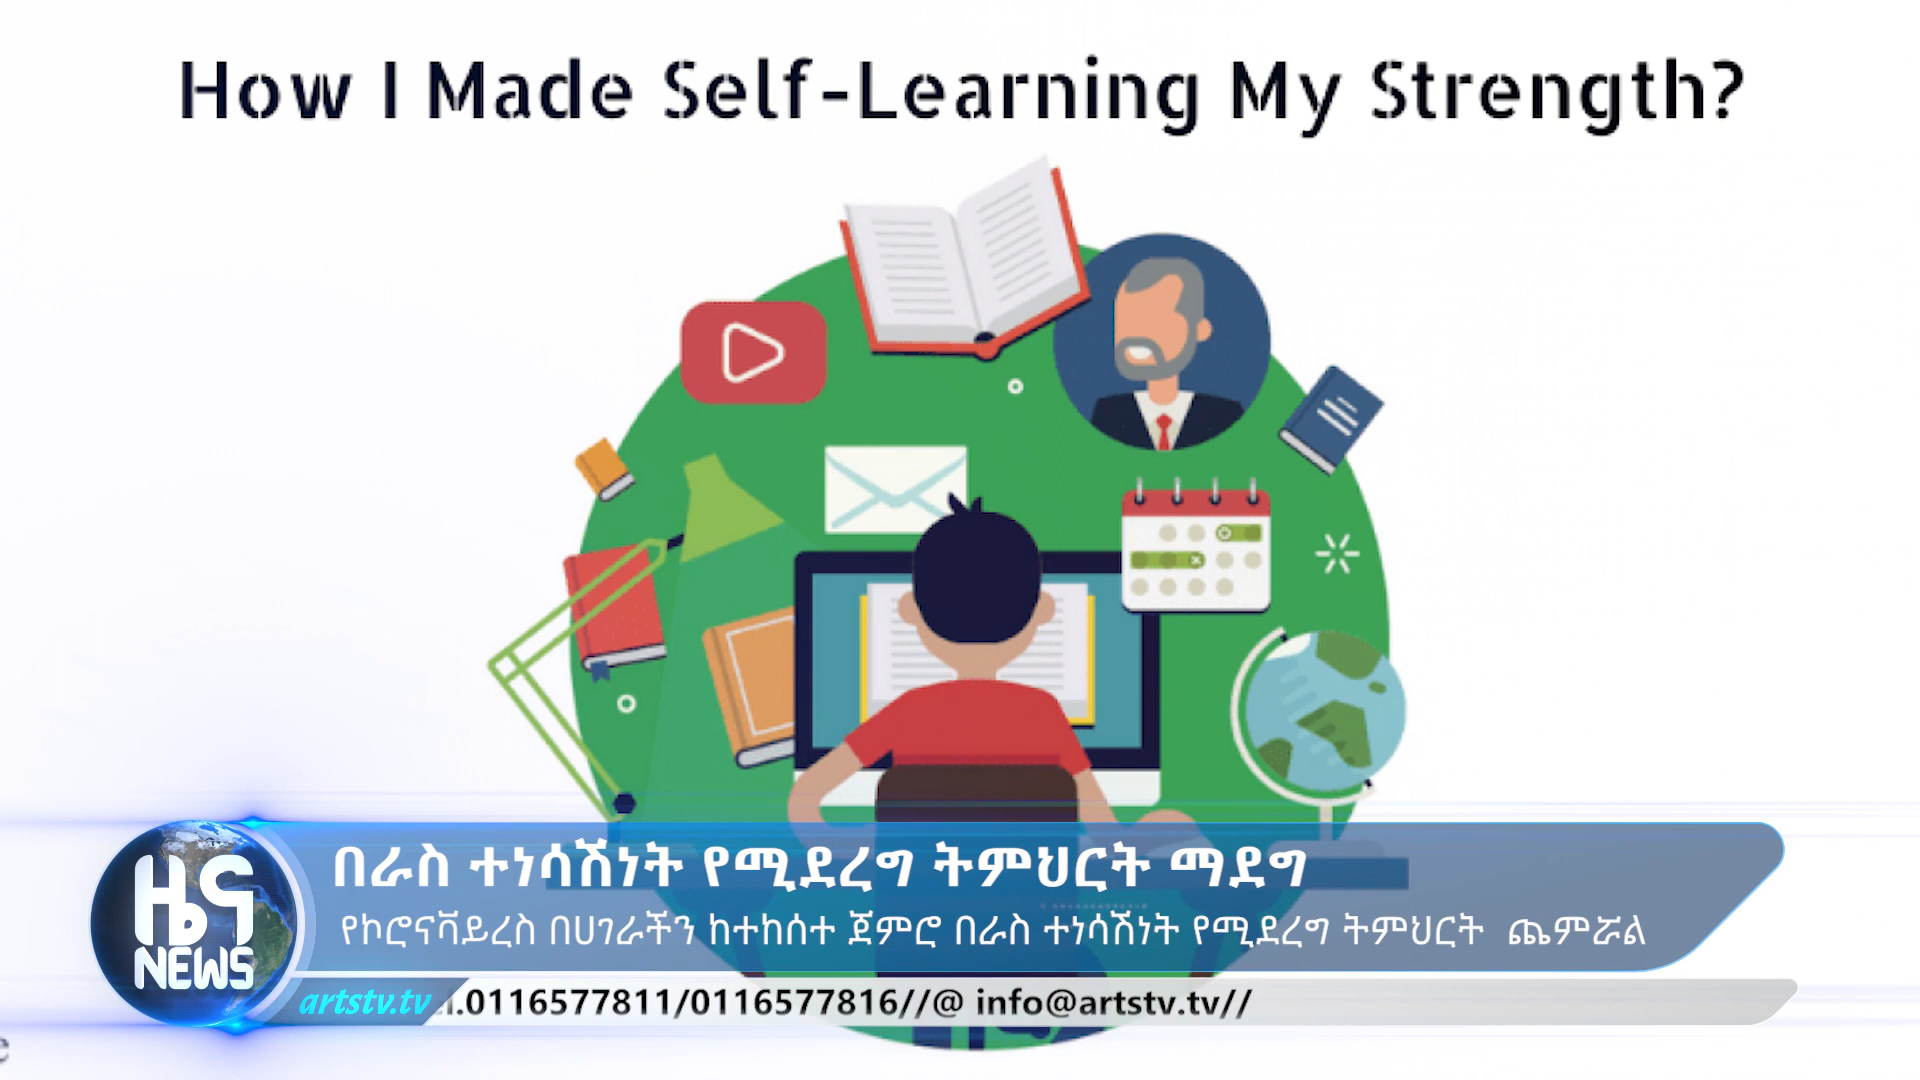 How I Made Self-Learning My Strength?
በራስ ተነሳሽነት የሚደረግ ትምህርት ማደግ
የኮሮናቫይረስ በሀገራችን ከተከሰተ ጀምሮ በራስ ተነሳሽነት የሚደረግ ትምህርት ጨምሯል
ዜና
NEWS
artstv.tv
.0116577811/0116577816//@ info@artstv.tv//